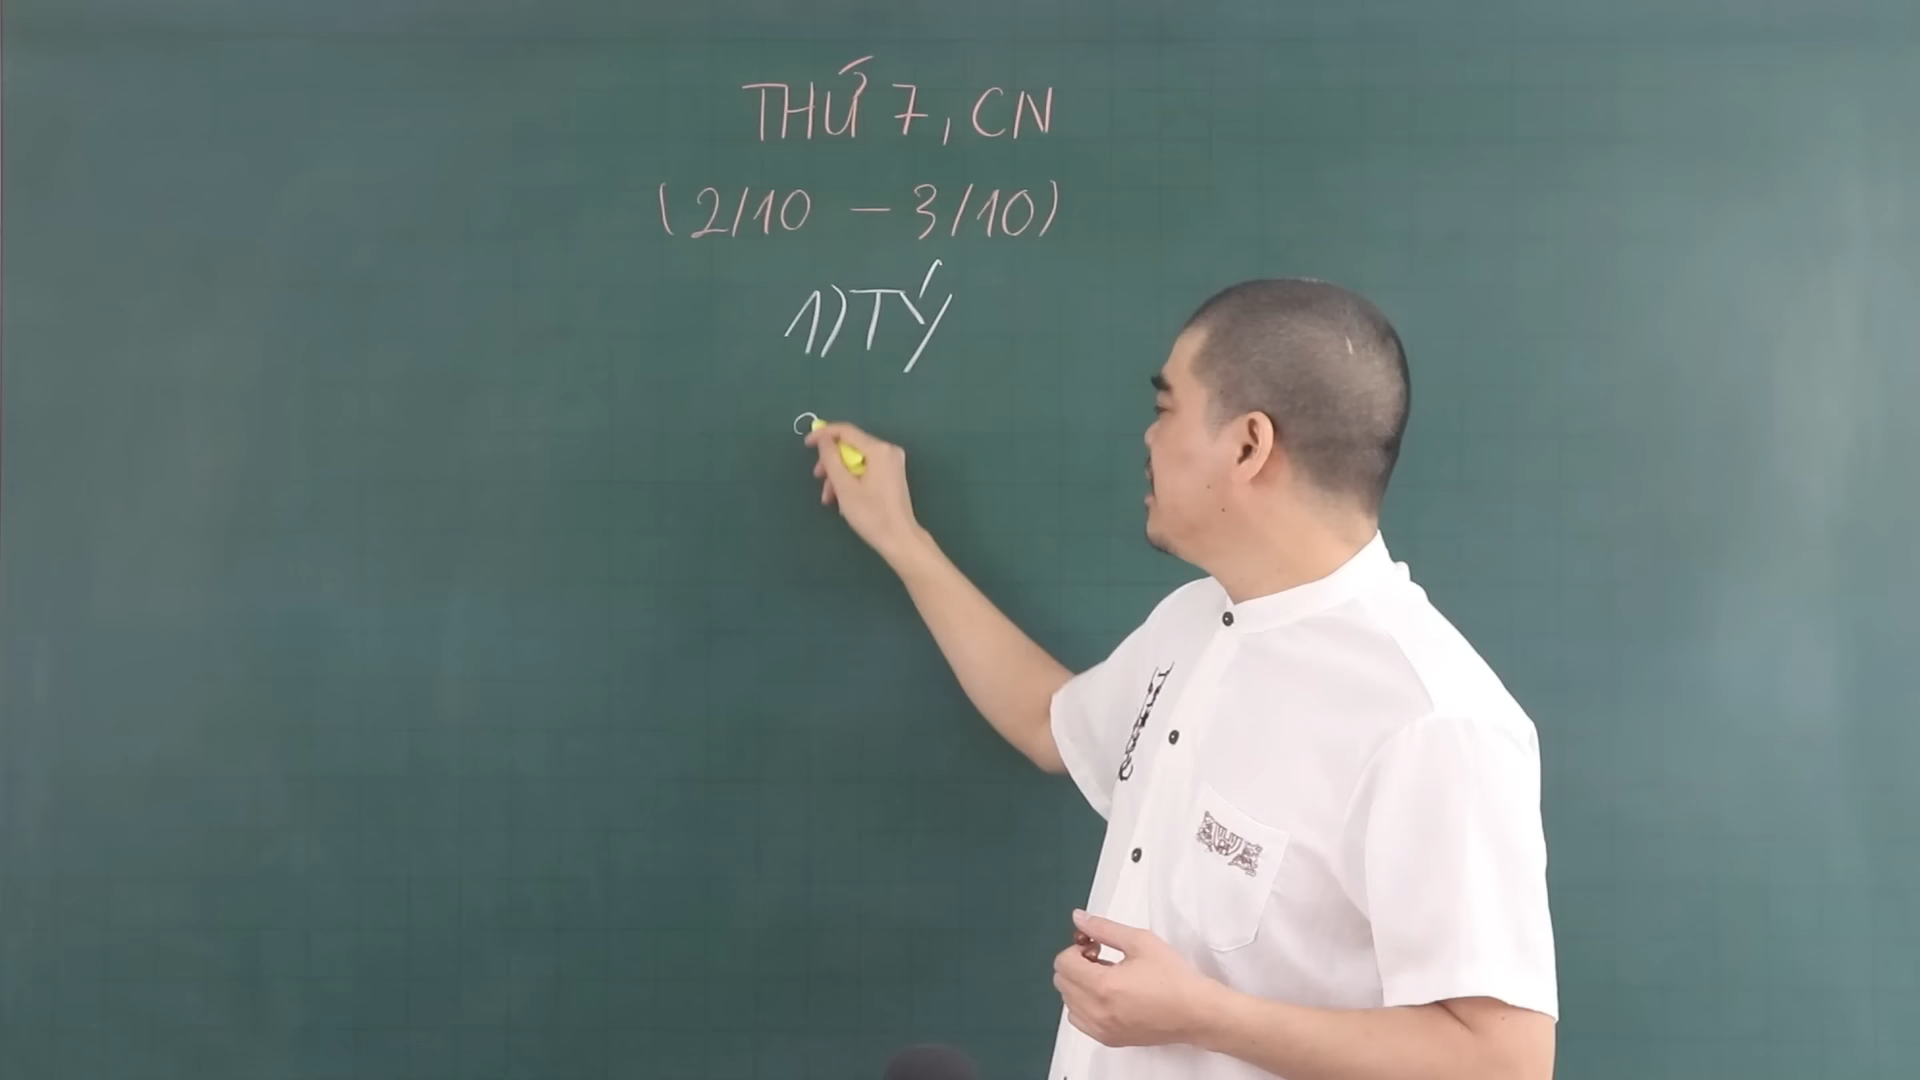 THỨ 7, CN
(2/10 – 3/10)
1) TÝ